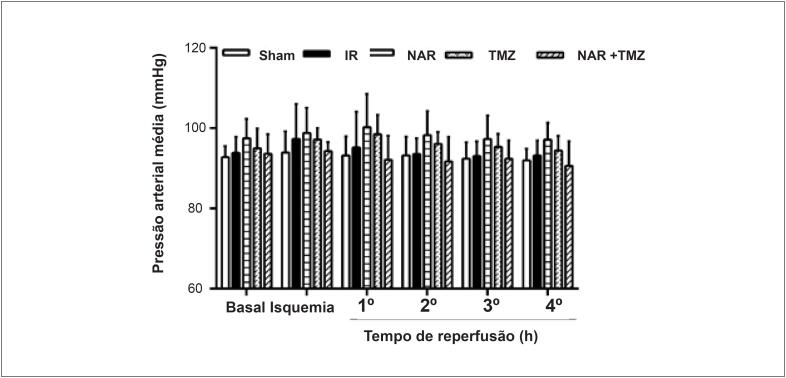 Pressão arterial média (mmHg)
120
100
80
60
Sham IR NAR TMZ NAR +TMZ
Basal Isquemia 1º 2º 3º 4º
Tempo de reperfusão (h)